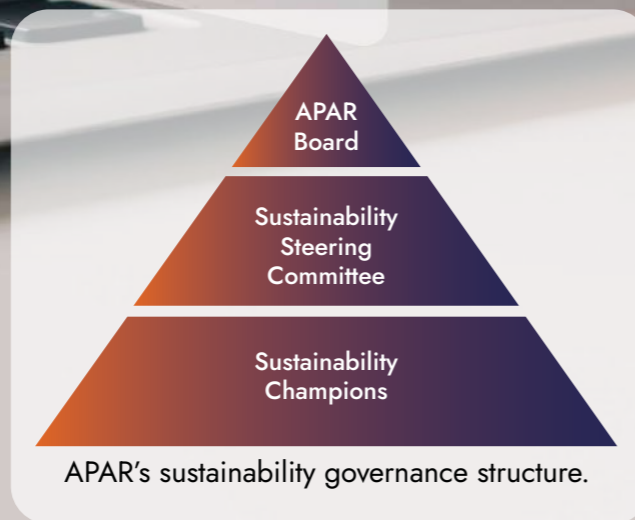 APAR
Board
Sustainability
Steering
Committee
Sustainability
Champions
APAR’s sustainability governance structure.